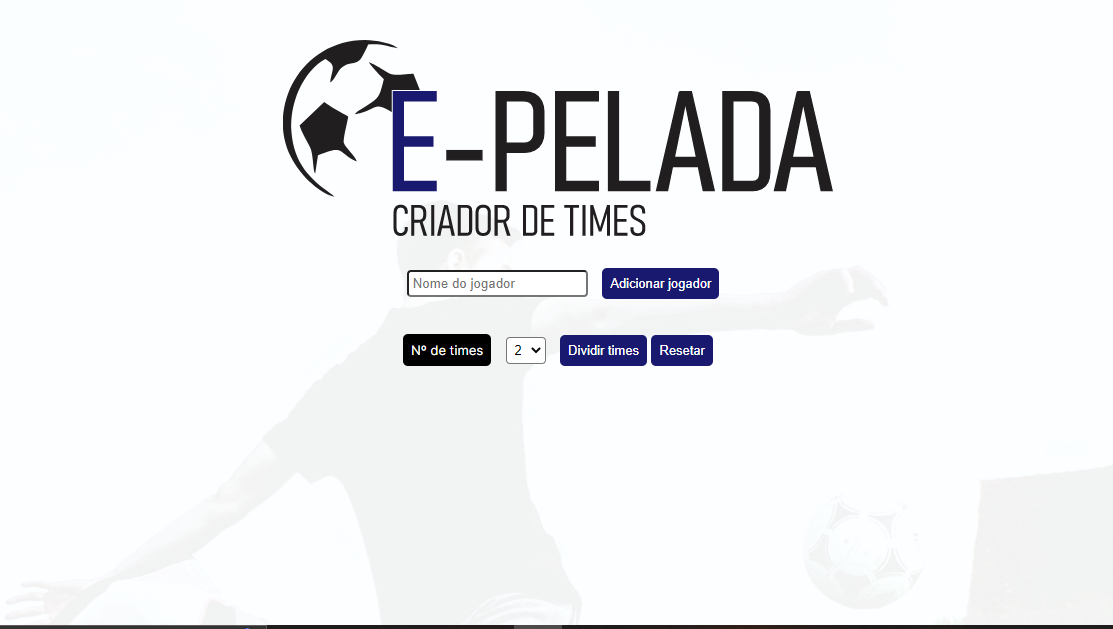 E-PELADA
CRIADOR DE TIMES
Nome do jogador Adicionar jogador
Nº de times 2 Dividir times Resetar